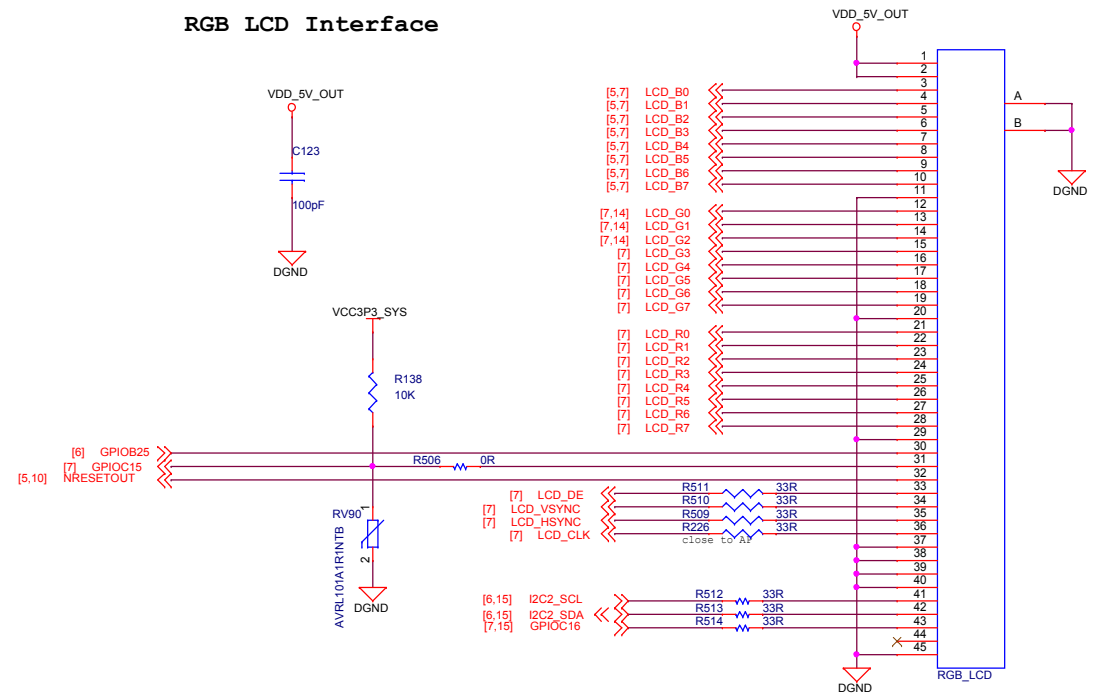 RGB LCD Interface
VDD_5V_OUT
VDD_5V_OUT
C123
100pF
DGND
VCC3P3_SYS
R138
10K
[6] GPIOB25
[7] GPIOC15
[5,10] NRESETOUT
R506 0R
RV90
1
2
AVRL101A1R1NTB
DGND
[5,7] LCD_B0
[5,7] LCD_B1
[5,7] LCD_B2
[5,7] LCD_B3
[5,7] LCD_B4
[5,7] LCD_B5
[5,7] LCD_B6
[5,7] LCD_B7
[7,14] LCD_G0
[7,14] LCD_G1
[7,14] LCD_G2
[7] LCD_G3
[7] LCD_G4
[7] LCD_G5
[7] LCD_G6
[7] LCD_G7
[7] LCD_R0
[7] LCD_R1
[7] LCD_R2
[7] LCD_R3
[7] LCD_R4
[7] LCD_R5
[7] LCD_R6
[7] LCD_R7
[7] LCD_DE R511 33R
[7] LCD_VSYNC R510 33R
[7] LCD_HSYNC R509 33R
[7] LCD_CLK R226 33R
close to AP
[6,15] I2C2_SCL R512 33R
[6,15] I2C2_SDA R513 33R
[7,15] GPIOC16 R514 33R
1
2
3
4
5
6
7
8
9
10
11
12
13
14
15
16
17
18
19
20
21
22
23
24
25
26
27
28
29
30
31
32
33
34
35
36
37
38
39
40
41
42
43
44
45
A
B
DGND
RGB_LCD
DGND